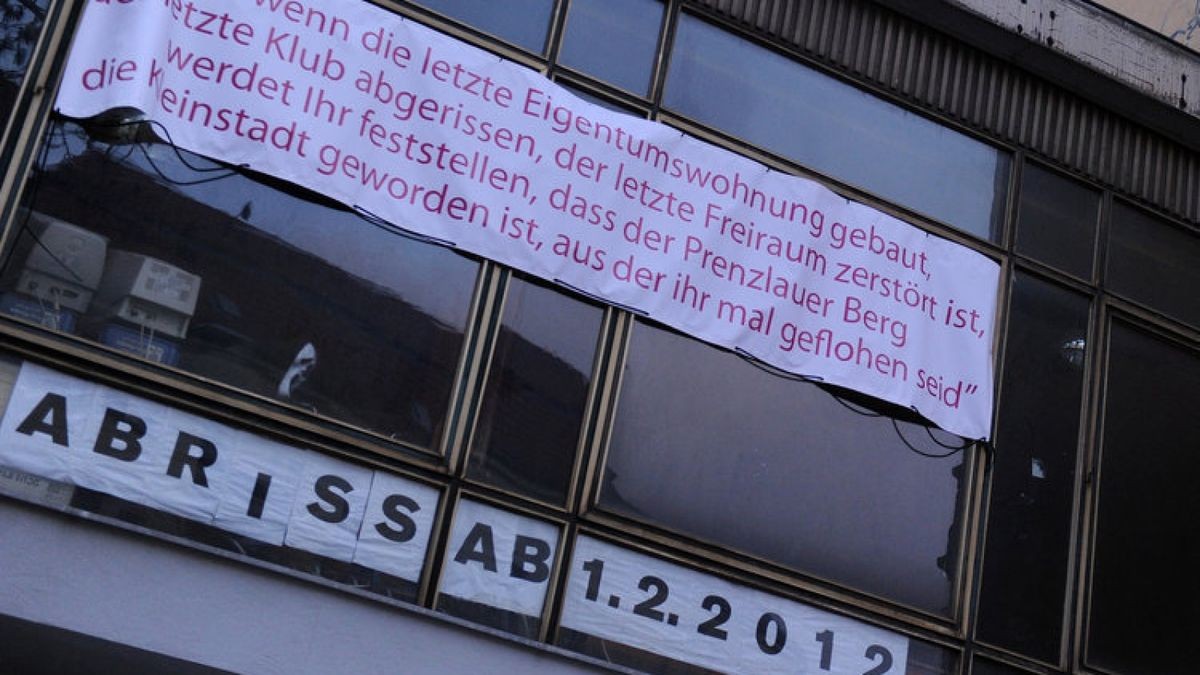 wenn die letzte Eigentumswohnung gebaut,
letzte Klub abgerissen, der letzte Freiraum zerstört ist,
werdet Ihr feststellen, dass der Prenzlauer Berg
die Kleinstadt geworden ist, aus der ihr mal geflohen seid”
ABRiSS AB 1.2.2012